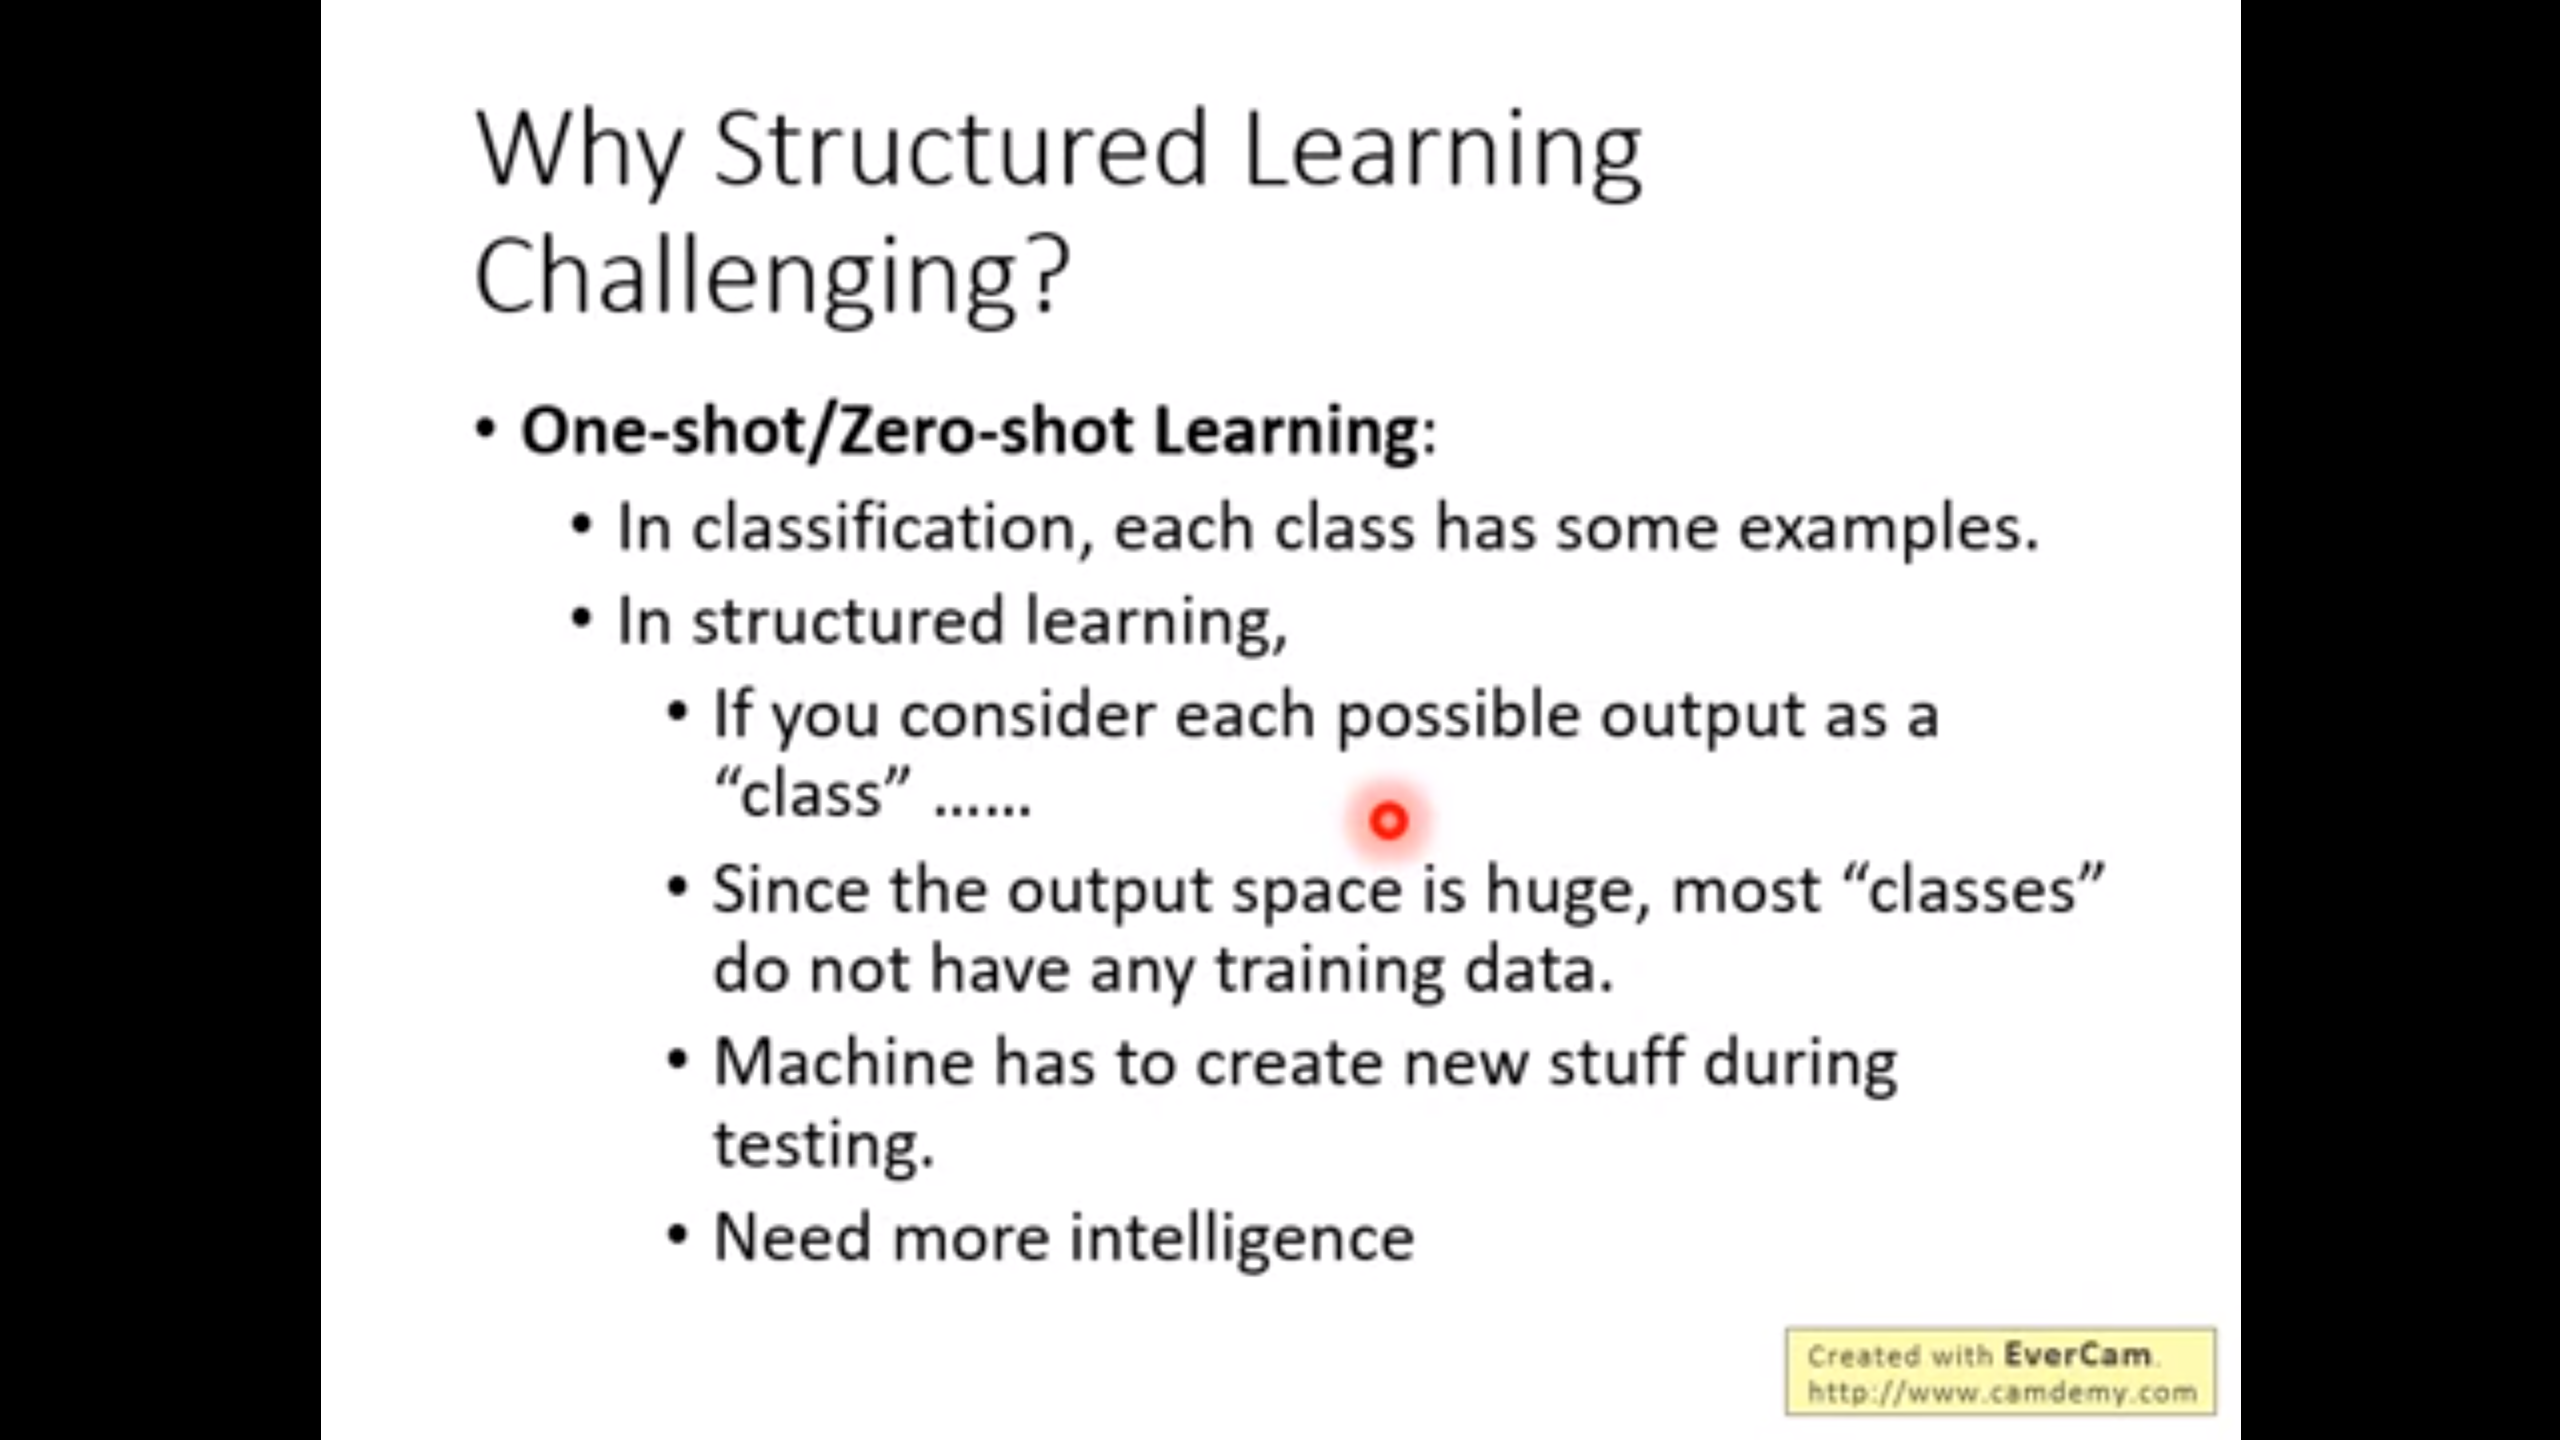 Why Structured Learning
Challenging?
• One-shot/Zero-shot Learning:
• In classification, each class has some examples.
• In structured learning,
• If you consider each possible output as a
“class” ……
• Since the output space is huge, most “classes”
do not have any training data.
• Machine has to create new stuff during
testing.
• Need more intelligence
Created with EverCam.
http://www.camdemy.com